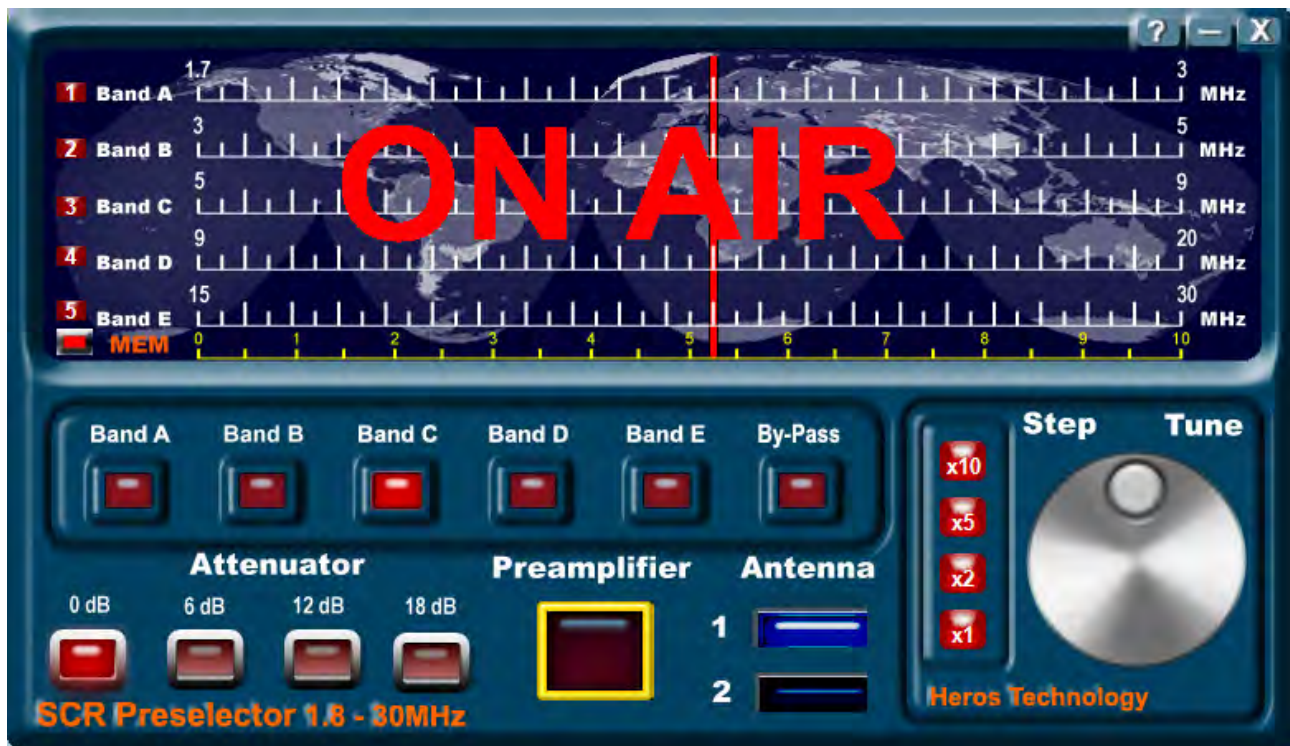 ? — X
1.7 3
1 Band A MHz
3 5
2 Band B MHz
ON AIR
5 9
3 Band C MHz
9 20
4 Band D MHz
15 30
5 Band E MHz
MEM 0 1 2 3 4 5 6 7 8 9 10
Band A Band B Band C Band D Band E By-Pass
Step Tune
x10
x5
x2
x1
Attenuator Preamplifier Antenna
0 dB 6 dB 12 dB 18 dB
1
2
SCR Preselector 1.8 - 30MHz
Heros Technology